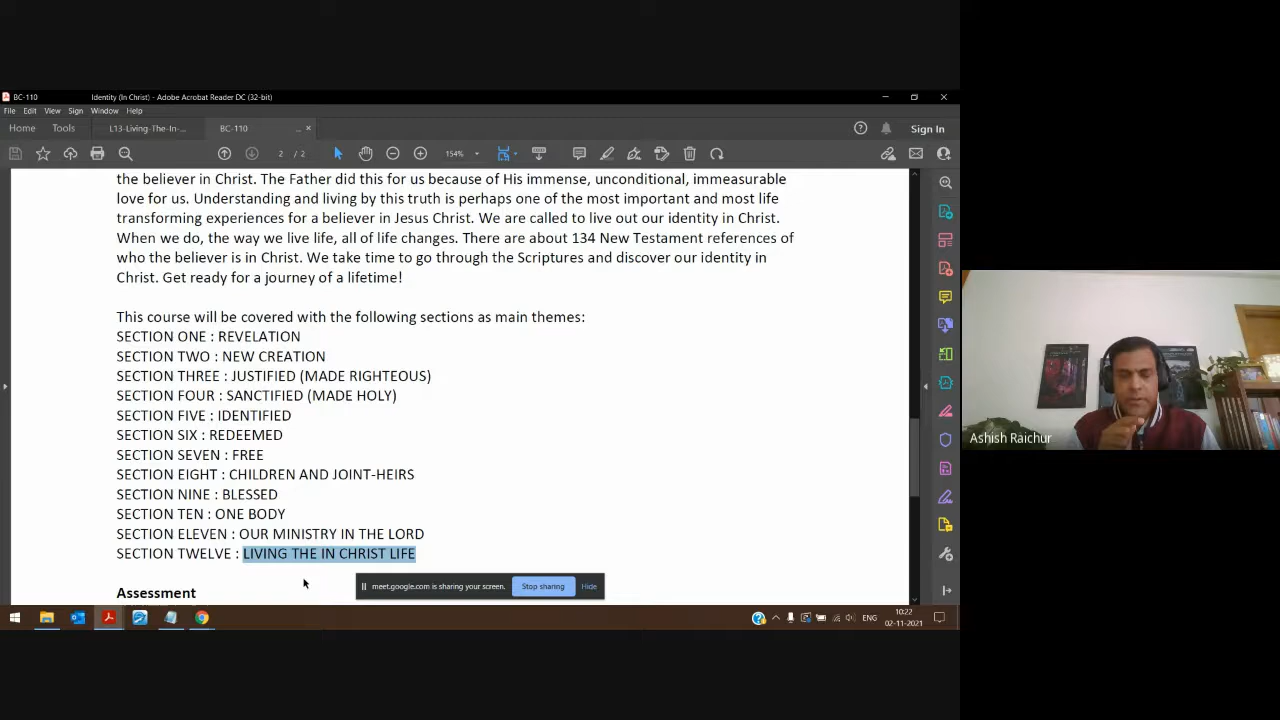 BC-110 Identity (In Christ) - Adobe Acrobat Reader DC (32-bit)
File Edit View Sign Window Help
Home Tools L13-Living-The-In-... BC-110 ... × Sign In
2 / 2 154%
the believer in Christ. The Father did this for us because of His immense, unconditional, immeasurable
love for us. Understanding and living by this truth is perhaps one of the most important and most life
transforming experiences for a believer in Jesus Christ. We are called to live out our identity in Christ.
When we do, the way we live life, all of life changes. There are about 134 New Testament references of
who the believer is in Christ. We take time to go through the Scriptures and discover our identity in
Christ. Get ready for a journey of a lifetime!
This course will be covered with the following sections as main themes:
SECTION ONE : REVELATION
SECTION TWO : NEW CREATION
SECTION THREE : JUSTIFIED (MADE RIGHTEOUS)
SECTION FOUR : SANCTIFIED (MADE HOLY)
SECTION FIVE : IDENTIFIED
SECTION SIX : REDEEMED
SECTION SEVEN : FREE
SECTION EIGHT : CHILDREN AND JOINT-HEIRS
SECTION NINE : BLESSED
SECTION TEN : ONE BODY
SECTION ELEVEN : OUR MINISTRY IN THE LORD
SECTION TWELVE : LIVING THE IN CHRIST LIFE
Assessment
meet.google.com is sharing your screen. Stop sharing Hide
ENG
10:22
02-11-2021
Ashish Raichur